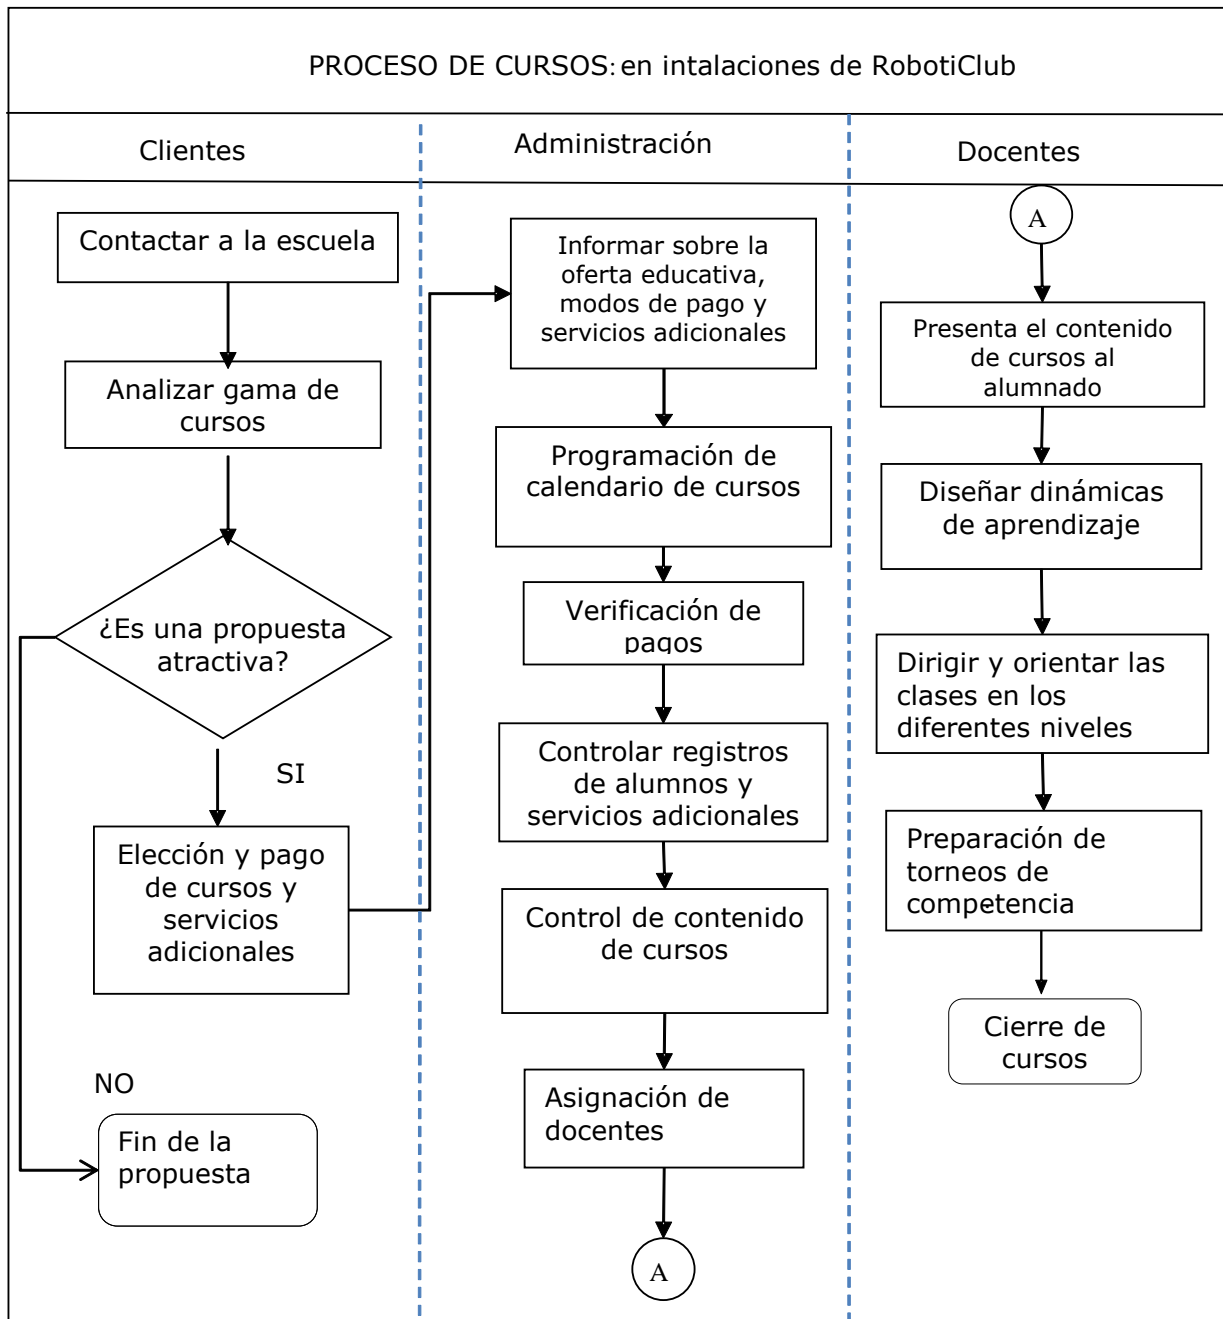 PROCESO DE CURSOS: en intalaciones de RobotiClub
Clientes
Administración
Docentes
Contactar a la escuela
Analizar gama de
cursos
¿Es una propuesta
atractiva?
SI
Elección y pago
de cursos y
servicios
adicionales
NO
Fin de la
propuesta
Informar sobre la
oferta educativa,
modos de pago y
servicios adicionales
Programación de
calendario de cursos
Verificación de
pagos
Controlar registros
de alumnos y
servicios adicionales
Control de contenido
de cursos
Asignación de
docentes
A
A
Presenta el contenido
de cursos al
alumnado
Diseñar dinámicas
de aprendizaje
Dirigir y orientar las
clases en los
diferentes niveles
Preparación de
torneos de
competencia
Cierre de
cursos